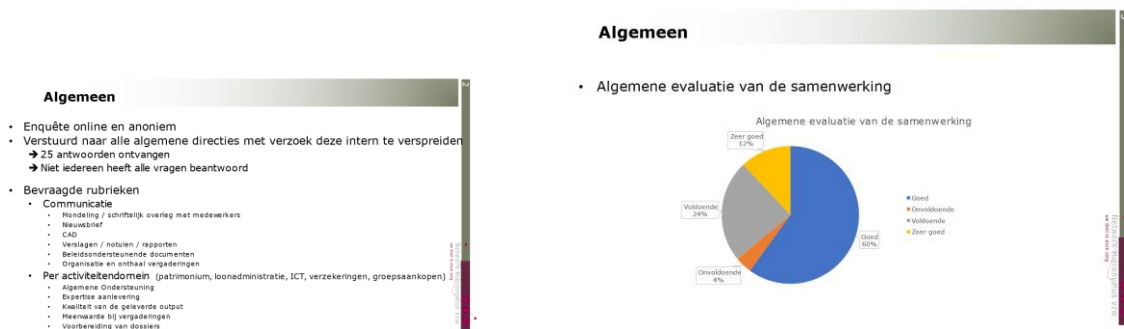 Algemeen
2
• Enquête online en anoniem
• Verstuurd naar alle algemene directies met verzoek deze intern te verspreiden
➔ 25 antwoorden ontvangen
➔ Niet iedereen heeft alle vragen beantwoord
• Bevraagde rubrieken
• Communicatie
• Mondeling / schriftelijk overleg met medewerkers
• Nieuwsbrief
• CAD
• Verslagen / notulen / rapporten
• Beleidsondersteunende documenten
• Organisatie en onthaal vergaderingen
• Per activiteitendomein (patrimonium, loonadministratie, ICT, verzekeringen, groepsaankopen)
• Algemene Ondersteuning
• Expertise aanlevering
• Kwaliteit van de geleverde output
• Meerwaarde bij vergaderingen
• Voorbereiding van dossiers
Algemeen
• Algemene evaluatie van de samenwerking
Algemene evaluatie van de samenwerking
Zeer goed
12%
Voldoende
24%
Onvoldoende
4%
Goed
60%
Goed
Onvoldoende
Voldoende
Zeer goed